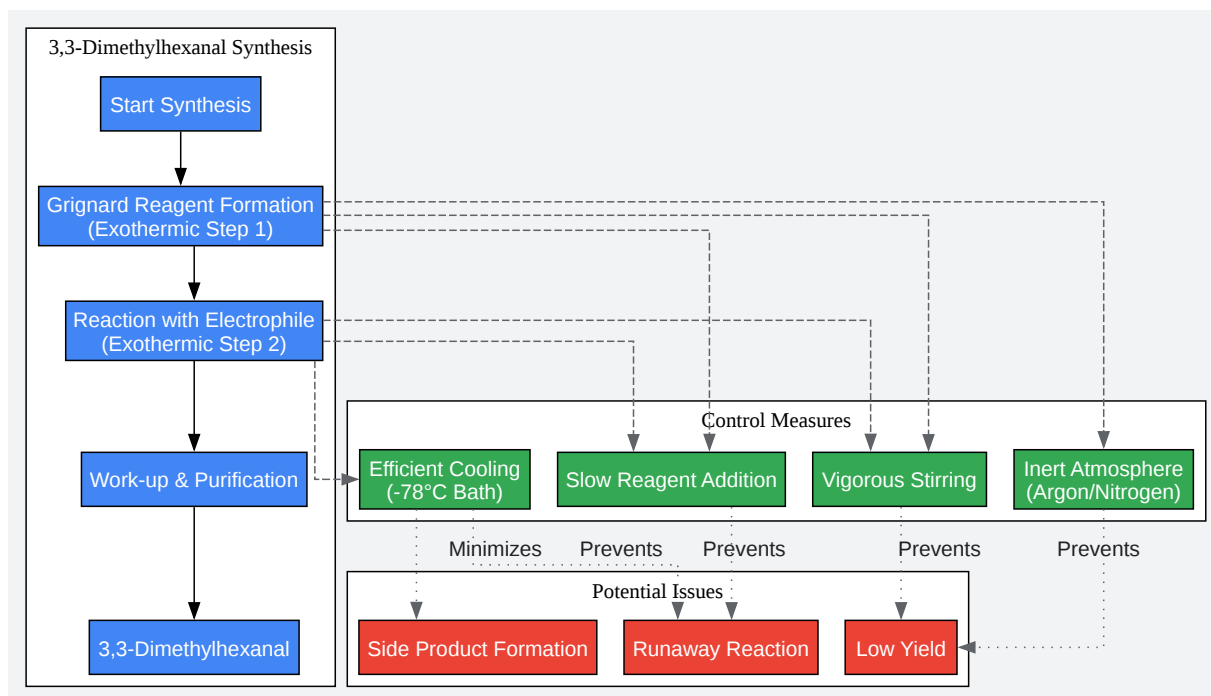 3,3-Dimethylhexanal Synthesis
Start Synthesis
Grignard Reagent Formation
(Exothermic Step 1)
Reaction with Electrophile
(Exothermic Step 2)
Work-up & Purification
3,3-Dimethylhexanal
Control Measures
Efficient Cooling
(-78°C Bath)
Slow Reagent Addition
Vigorous Stirring
Inert Atmosphere
(Argon/Nitrogen)
Minimizes
Prevents
Prevents
Prevents
Prevents
Potential Issues
Side Product Formation
Runaway Reaction
Low Yield